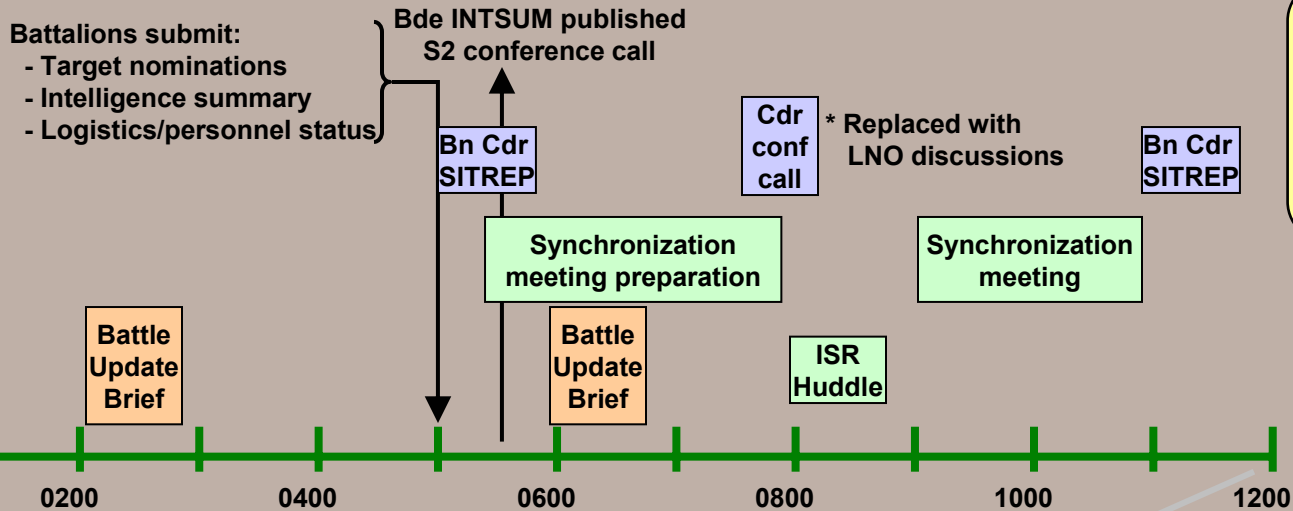 Battalions submit:
- Target nominations
- Intelligence summary
- Logistics/personnel status
Bde INTSUM published
S2 conference call
Bn Cdr
SITREP
Cdr
conf
call
* Replaced with
LNO discussions
Bn Cdr
SITREP
Synchronization
meeting preparation
Synchronization
meeting
Battle
Update
Brief
Battle
Update
Brief
ISR
Huddle
0200
0400
0600
0800
1000
1200